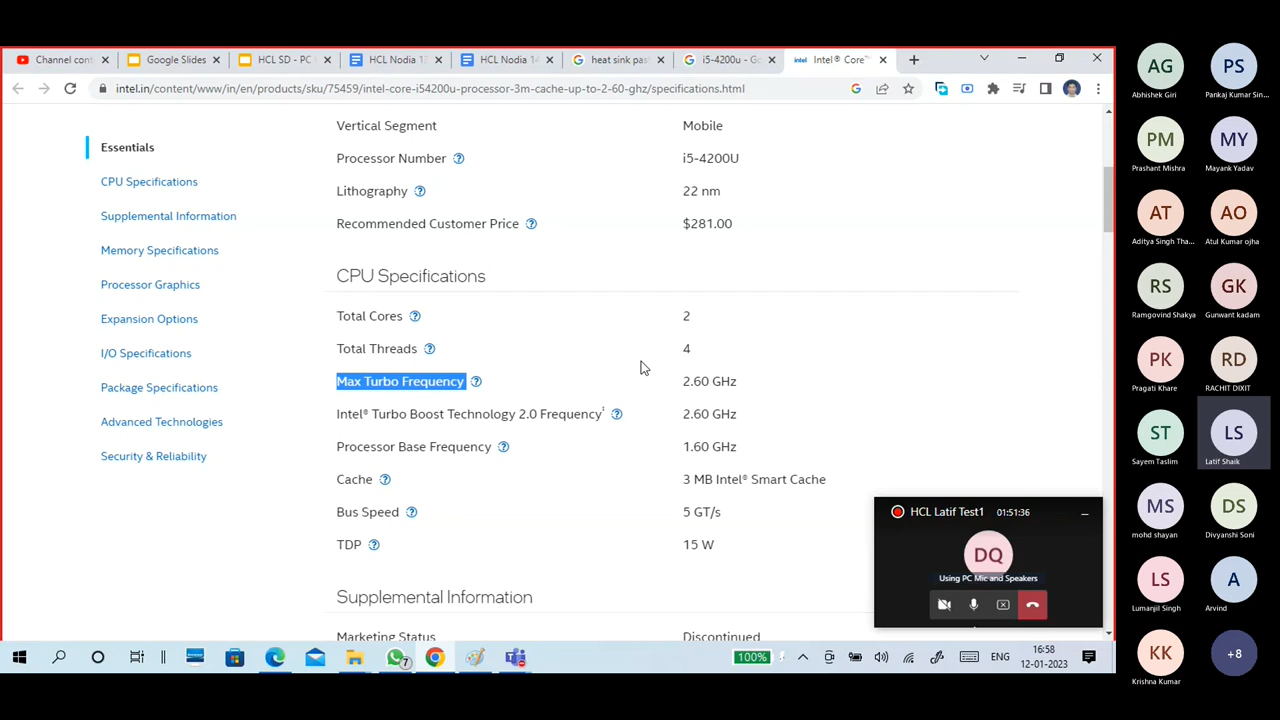 Channel cont
Google Slides
HCL SD - PC
HCL Nodia 13
HCL Nodia 14
heat sink pas
i5-4200u - Go
intel
Intel® Core™
intel.in/content/www/in/en/products/sku/75459/intel-core-i54200u-processor-3m-cache-up-to-2-60-ghz/specifications.html
Essentials
CPU Specifications
Supplemental Information
Memory Specifications
Processor Graphics
Expansion Options
I/O Specifications
Package Specifications
Advanced Technologies
Security & Reliability
Vertical Segment Mobile
Processor Number ? i5-4200U
Lithography ? 22 nm
Recommended Customer Price ? $281.00
CPU Specifications
Total Cores ? 2
Total Threads ? 4
Max Turbo Frequency ? 2.60 GHz
Intel® Turbo Boost Technology 2.0 Frequency¹ ? 2.60 GHz
Processor Base Frequency ? 1.60 GHz
Cache ? 3 MB Intel® Smart Cache
Bus Speed ? 5 GT/s
TDP ? 15 W
Supplemental Information
Marketing Status Discontinued
HCL Latif Test1 01:51:36
DQ
Using PC Mic and Speakers
7
100%
ENG
16:58
12-01-2023
AG
Abhishek Giri
PS
Pankaj Kumar Sin...
PM
Prashant Mishra
MY
Mayank Yadav
AT
Aditya Singh Tha...
AO
Atul Kumar ojha
RS
Ramgovind Shakya
GK
Gunwant kadam
PK
Pragati Khare
RD
RACHIT DIXIT
ST
Sayem Taslim
LS
Latif Shaik
MS
mohd shayan
DS
Divyanshi Soni
LS
Lumanjil Singh
A
Arvind
KK
Krishna Kumar
+8